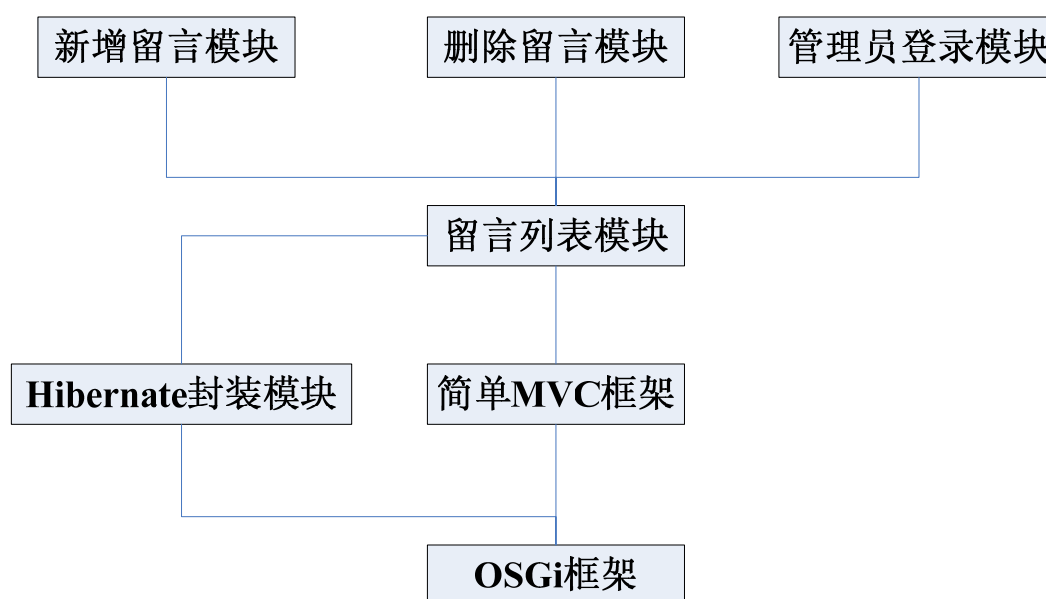 新增留言模块
删除留言模块
管理员登录模块
留言列表模块
Hibernate封装模块
简单MVC框架
OSGi框架